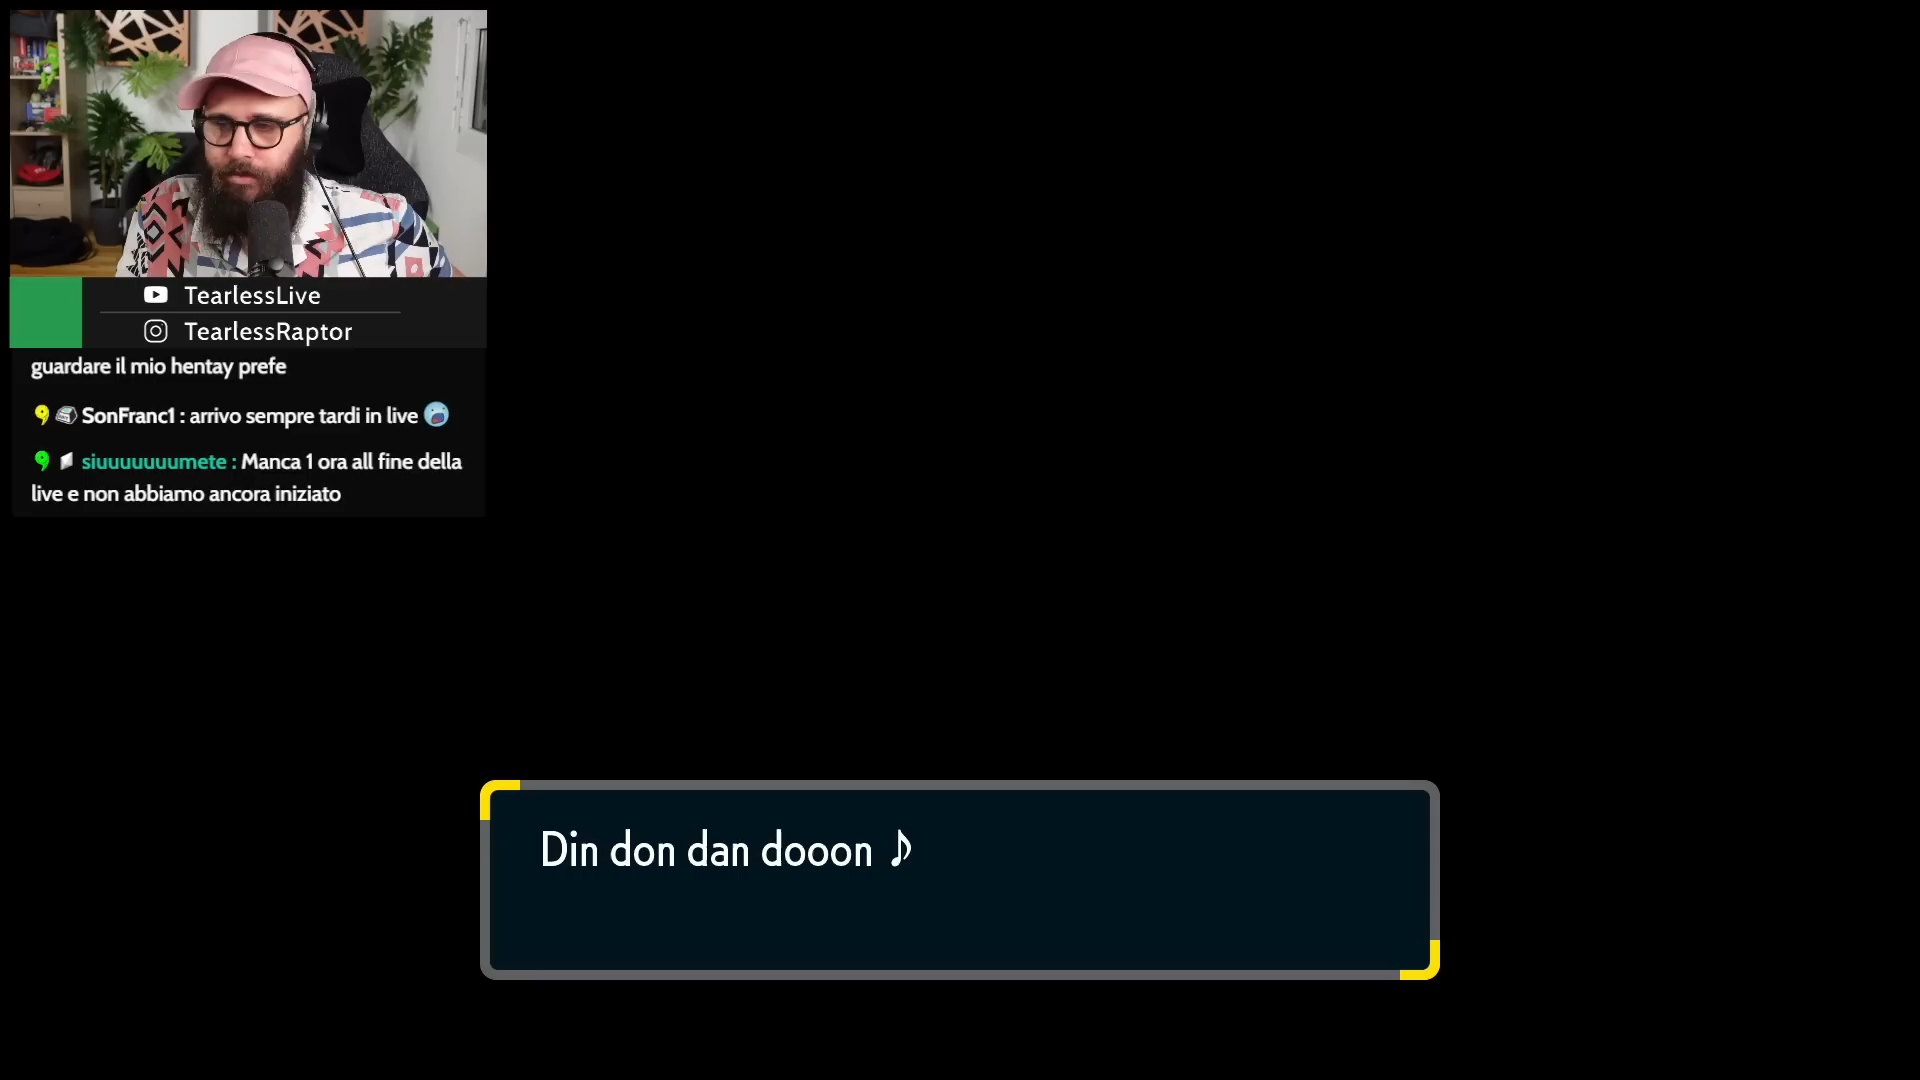 TearlessLive
TearlessRaptor
guardare il mio hentay prefe
SonFranc1 : arrivo sempre tardi in live
siuuuuuuumete : Manca 1 ora all fine della
live e non abbiamo ancora iniziato
Din don dan dooon ♪